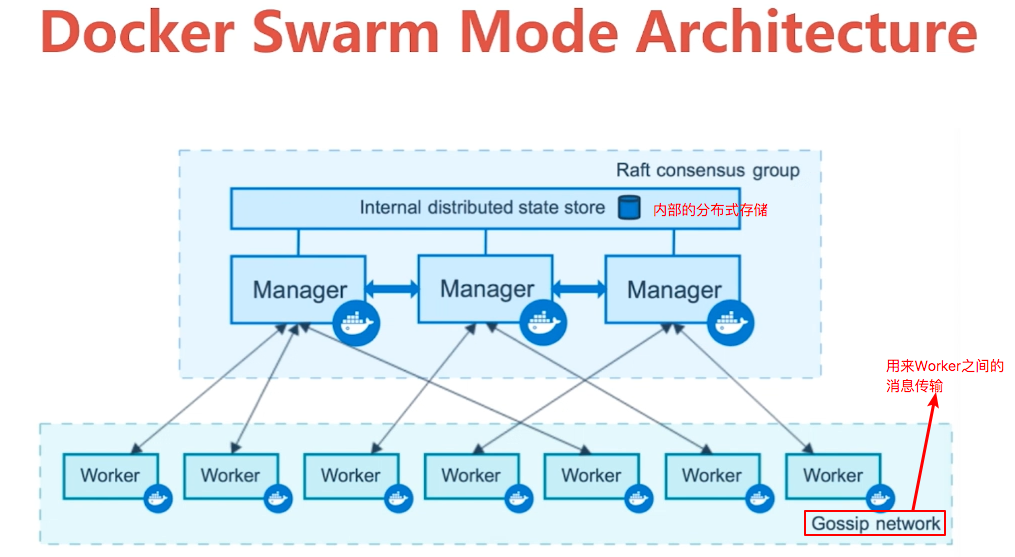 Docker Swarm Mode Architecture
Raft consensus group
Internal distributed state store
内部的分布式存储
Manager
Manager
Manager
用来Worker之间的
消息传输
Worker
Worker
Worker
Worker
Worker
Worker
Worker
Gossip network